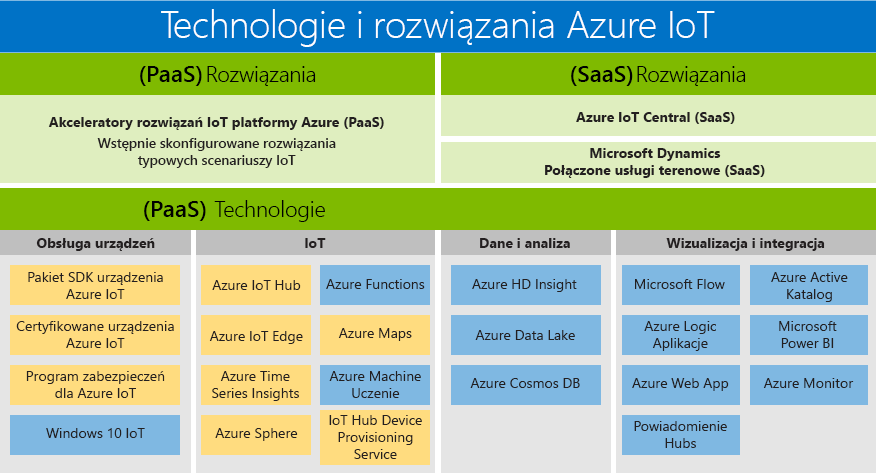 Technologie i rozwiązania Azure IoT
(PaaS) Rozwiązania
Akceleratory rozwiązań IoT platformy Azure (PaaS)
Wstępnie skonfigurowane rozwiązania
typowych scenariuszy IoT
(SaaS) Rozwiązania
Azure IoT Central (SaaS)
Microsoft Dynamics
Połączone usługi terenowe (SaaS)
(PaaS) Technologie
Obsługa urządzeń
Pakiet SDK urządzenia
Azure IoT
Certyfikowane urządzenia
Azure IoT
Program zabezpieczeń
dla Azure IoT
Windows 10 IoT
IoT
Azure IoT Hub
Azure Functions
Azure IoT Edge
Azure Maps
Azure Time
Series Insights
Azure Machine
Uczenie
Azure Sphere
IoT Hub Device
Provisioning
Service
Dane i analiza
Azure HD Insight
Azure Data Lake
Azure Cosmos DB
Wizualizacja i integracja
Microsoft Flow
Azure Active
Katalog
Azure Logic
Aplikacje
Microsoft
Power BI
Azure Web App
Azure Monitor
Powiadomienie
Hubs